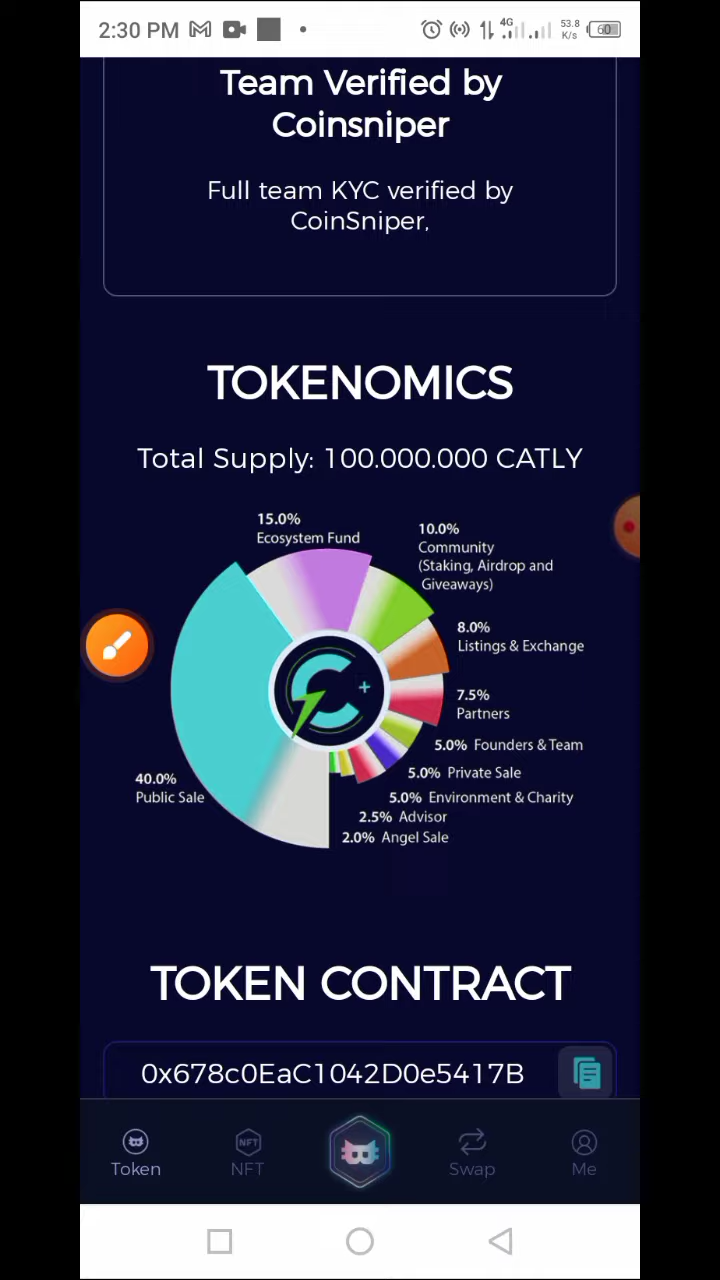 2:30 PM
4G
53.8
K/s
60
Team Verified by
Coinsniper
Full team KYC verified by
CoinSniper,
TOKENOMICS
Total Supply: 100.000.000 CATLY
15.0%
Ecosystem Fund
10.0%
Community
(Staking, Airdrop and
Giveaways)
8.0%
Listings & Exchange
7.5%
Partners
5.0% Founders & Team
5.0% Private Sale
40.0%
Public Sale
5.0% Environment & Charity
2.5% Advisor
2.0% Angel Sale
TOKEN CONTRACT
0x678c0EaC1042D0e5417B
NFT
Token
NFT
Swap
Me